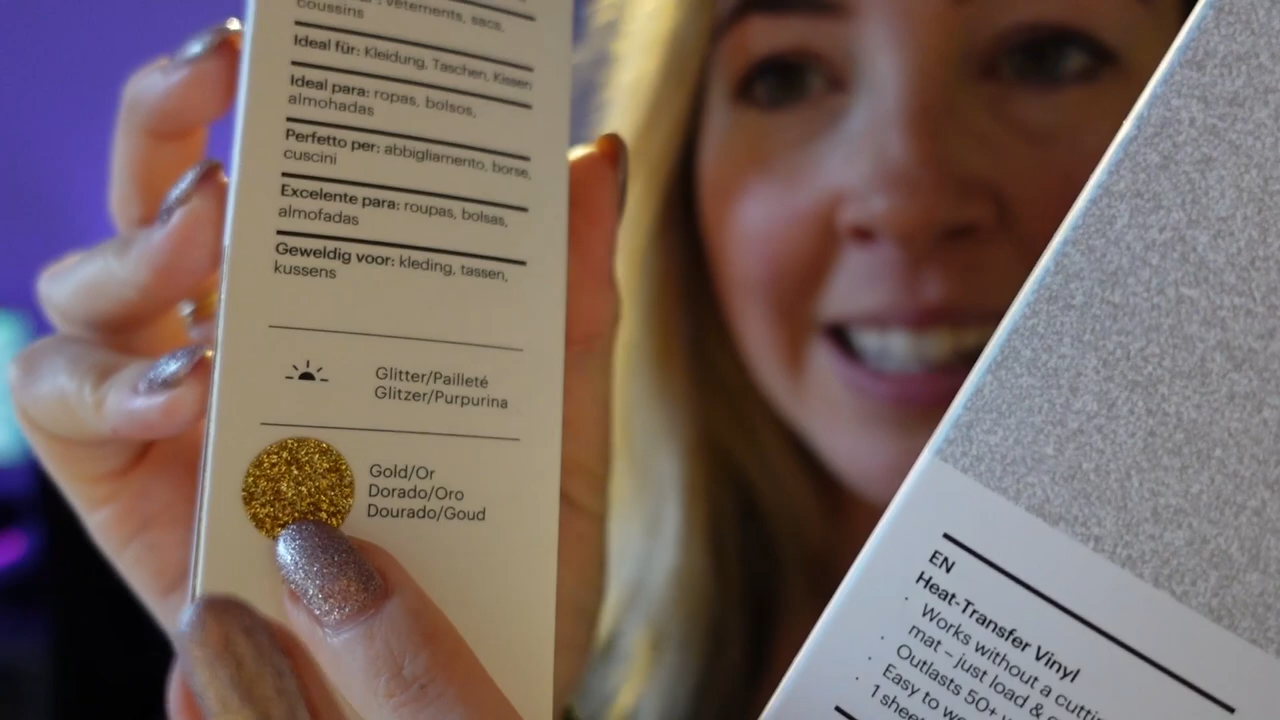 vêtements, sacs,
coussins
Ideal für: Kleidung, Taschen, Kissen
Ideal para: ropas, bolsos,
almohadas
Perfetto per: abbigliamento, borse,
cuscini
Excelente para: roupas, bolsas,
almofadas
Geweldig voor: kleding, tassen,
kussens
Glitter/Pailleté
Glitzer/Purpurina
Gold/Or
Dorado/Oro
Dourado/Goud
EN
Heat-Transfer Vinyl
Works without a
mat – just load &
Outlasts 50+
Easy to
1